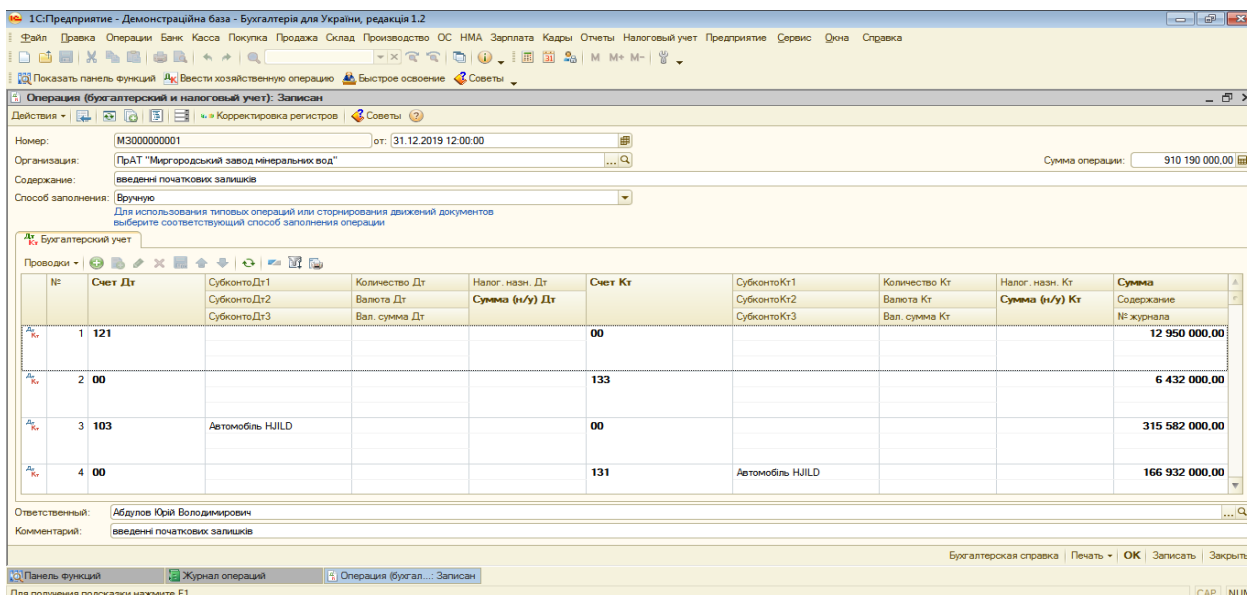 1С:Предприятие - Демонстраційна база - Бухгалтерія для України, редакція 1.2
Файл Правка Операции Банк Касса Покупка Продажа Склад Производство ОС НМА Зарплата Кадры Отчеты Налоговый учет Предприятие Сервис Окна Справка
M M+ M-
Показать панель функций Ввести хозяйственную операцию Быстрое освоение Советы
Операция (бухгалтерский и налоговый учет): Записан
Действия Корректировка регистров Советы
Номер: МЗ000000001 от: 31.12.2019 12:00:00
Организация: ПрАТ "Миргородський завод мінеральних вод" Сумма операции: 910 190 000,00
Содержание: введенні початкових залишків
Способ заполнения: Вручную
Для использования типовых операций или сторнирования движений документов
выберите соответствующий способ заполнения операции
Бухгалтерский учет
Проводки
№ Счет Дт СубконтоДт1 Количество Дт Налог. назн. Дт Счет Кт СубконтоКт1 Количество Кт Налог. назн. Кт Сумма
СубконтоДт2 Валюта Дт Сумма (н/у) Дт СубконтоКт2 Валюта Кт Сумма (н/у) Кт Содержание
СубконтоДт3 Вал. сумма Дт СубконтоКт3 Вал. сумма Кт № журнала
1 121 00 12 950 000,00
2 00 133 6 432 000,00
3 103 Автомобіль HJILD 00 315 582 000,00
4 00 131 Автомобіль HJILD 166 932 000,00
Ответственный: Абдулов Юрій Володимирович
Комментарий: введенні початкових залишків
Бухгалтерская справка Печать OK Записать Закрыть
Панель функций Журнал операций Операция (бухгал...: Записан
Для получения подсказки нажмите F1 CAP NUM